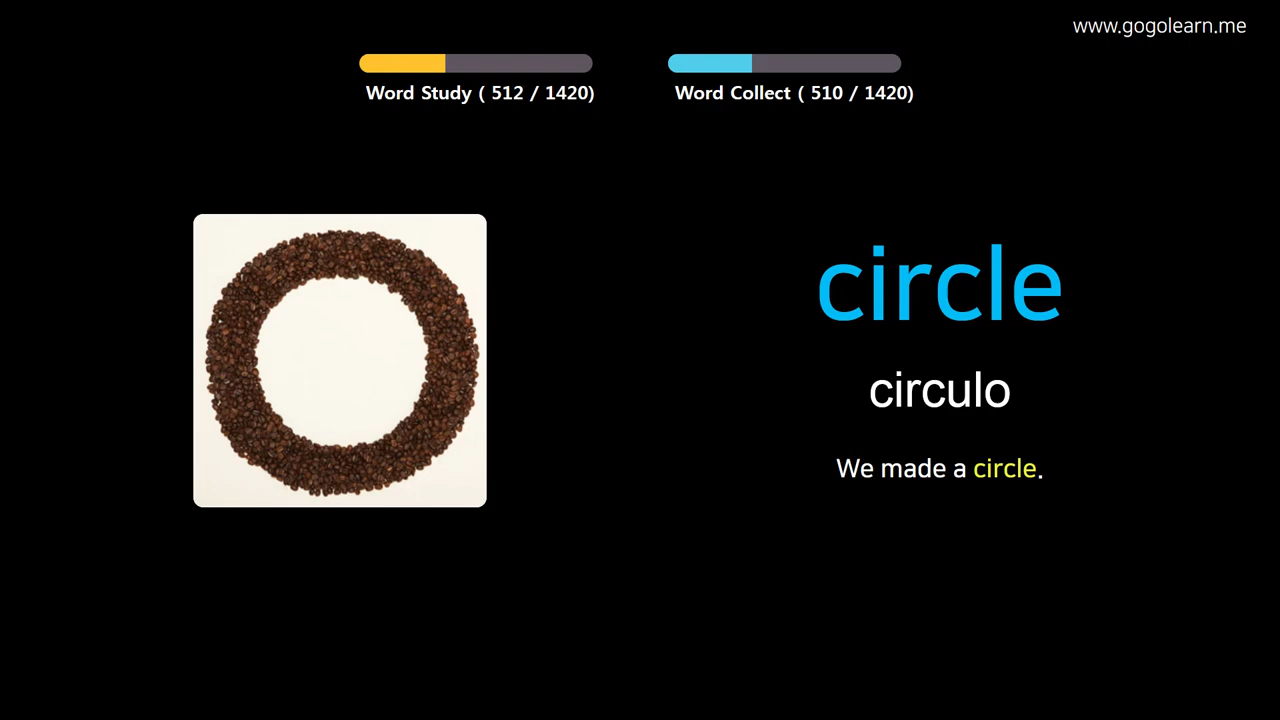 www.gogolearn.me
Word Study ( 512 / 1420)
Word Collect ( 510 / 1420)
circle
circulo
We made a circle.